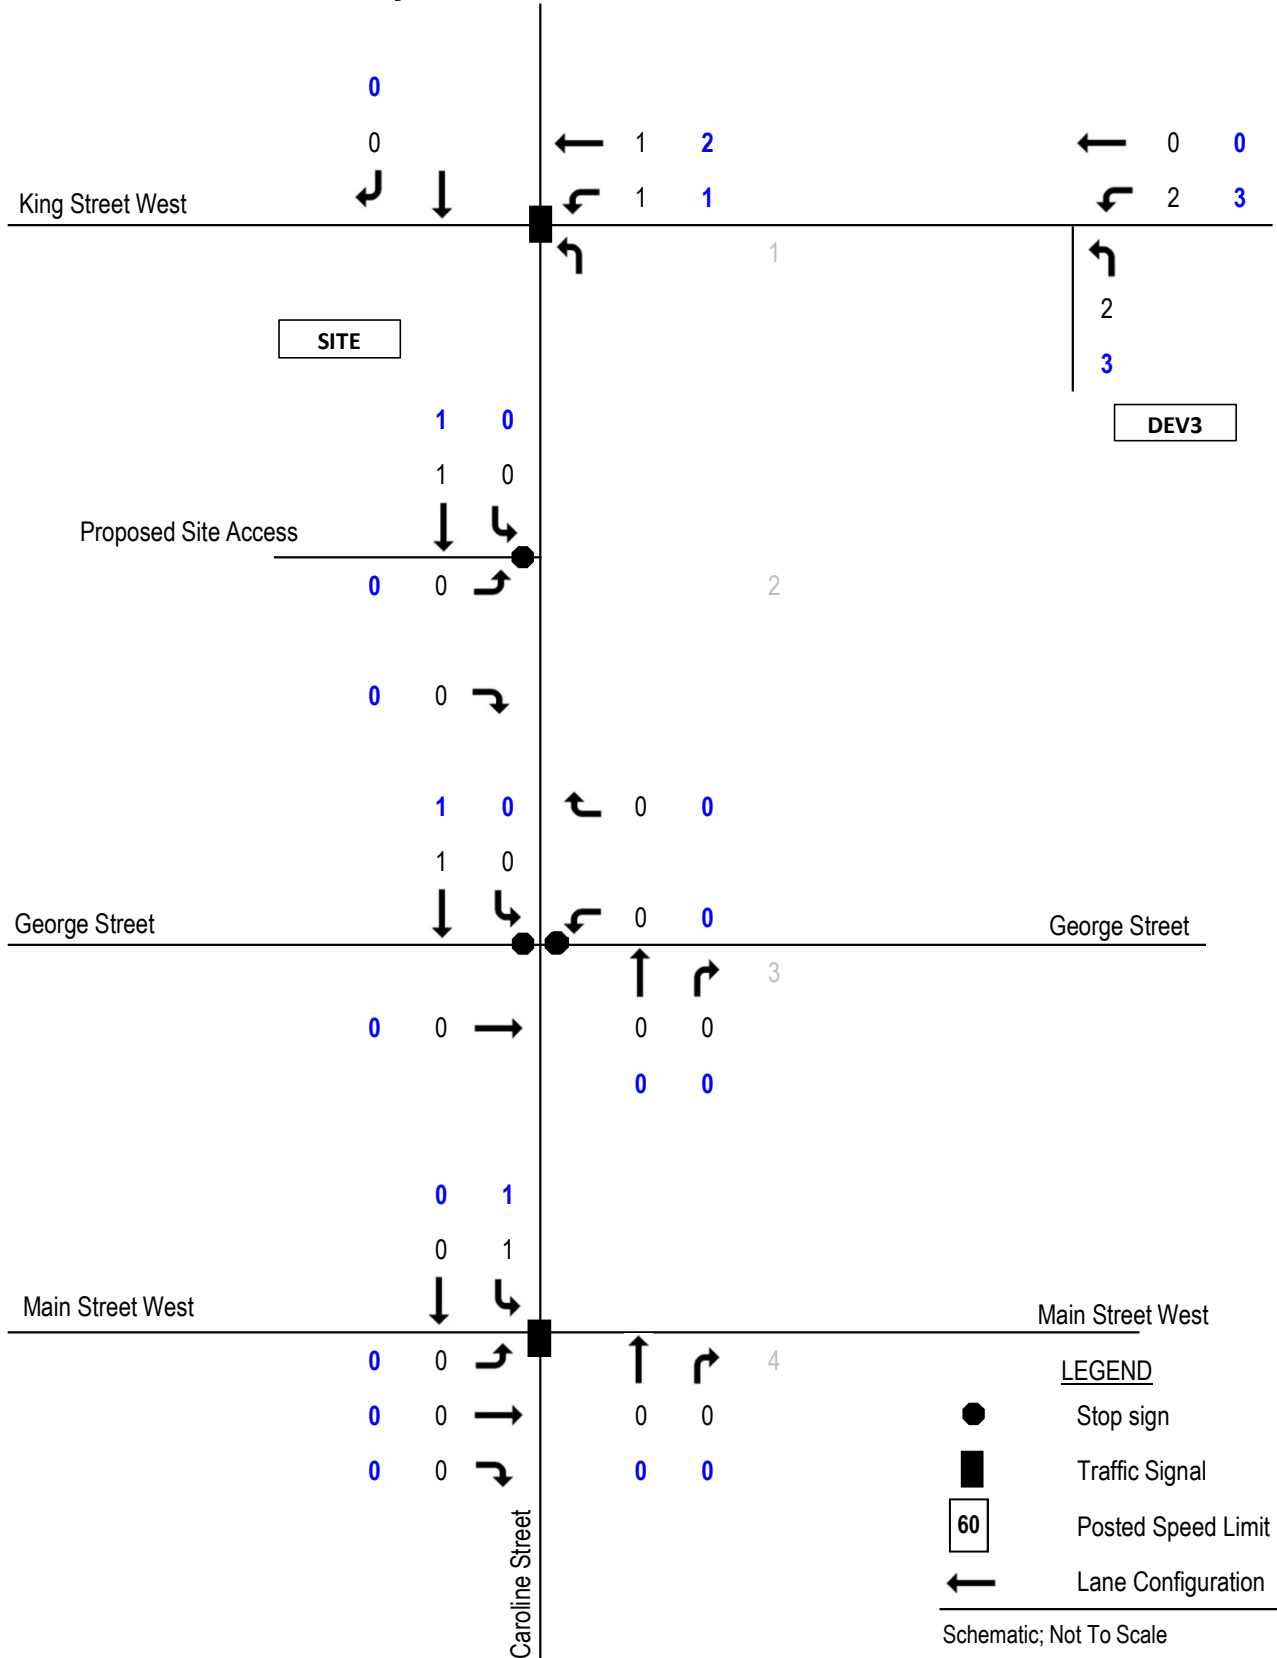 0
0
1 2
0 0
King Street West
1 1
2 3
1
2
SITE
3
1 0
DEV3
1 0
Proposed Site Access
0 0
2
0 0
1 0
0 0
1 0
George Street
0 0
George Street
3
0 0
0 0
0 0
0 1
0 1
Main Street West
Main Street West
0 0
4
LEGEND
0 0
0 0
Stop sign
0 0
0 0
Traffic Signal
60
Posted Speed Limit
Lane Configuration
Caroline Street
Schematic; Not To Scale